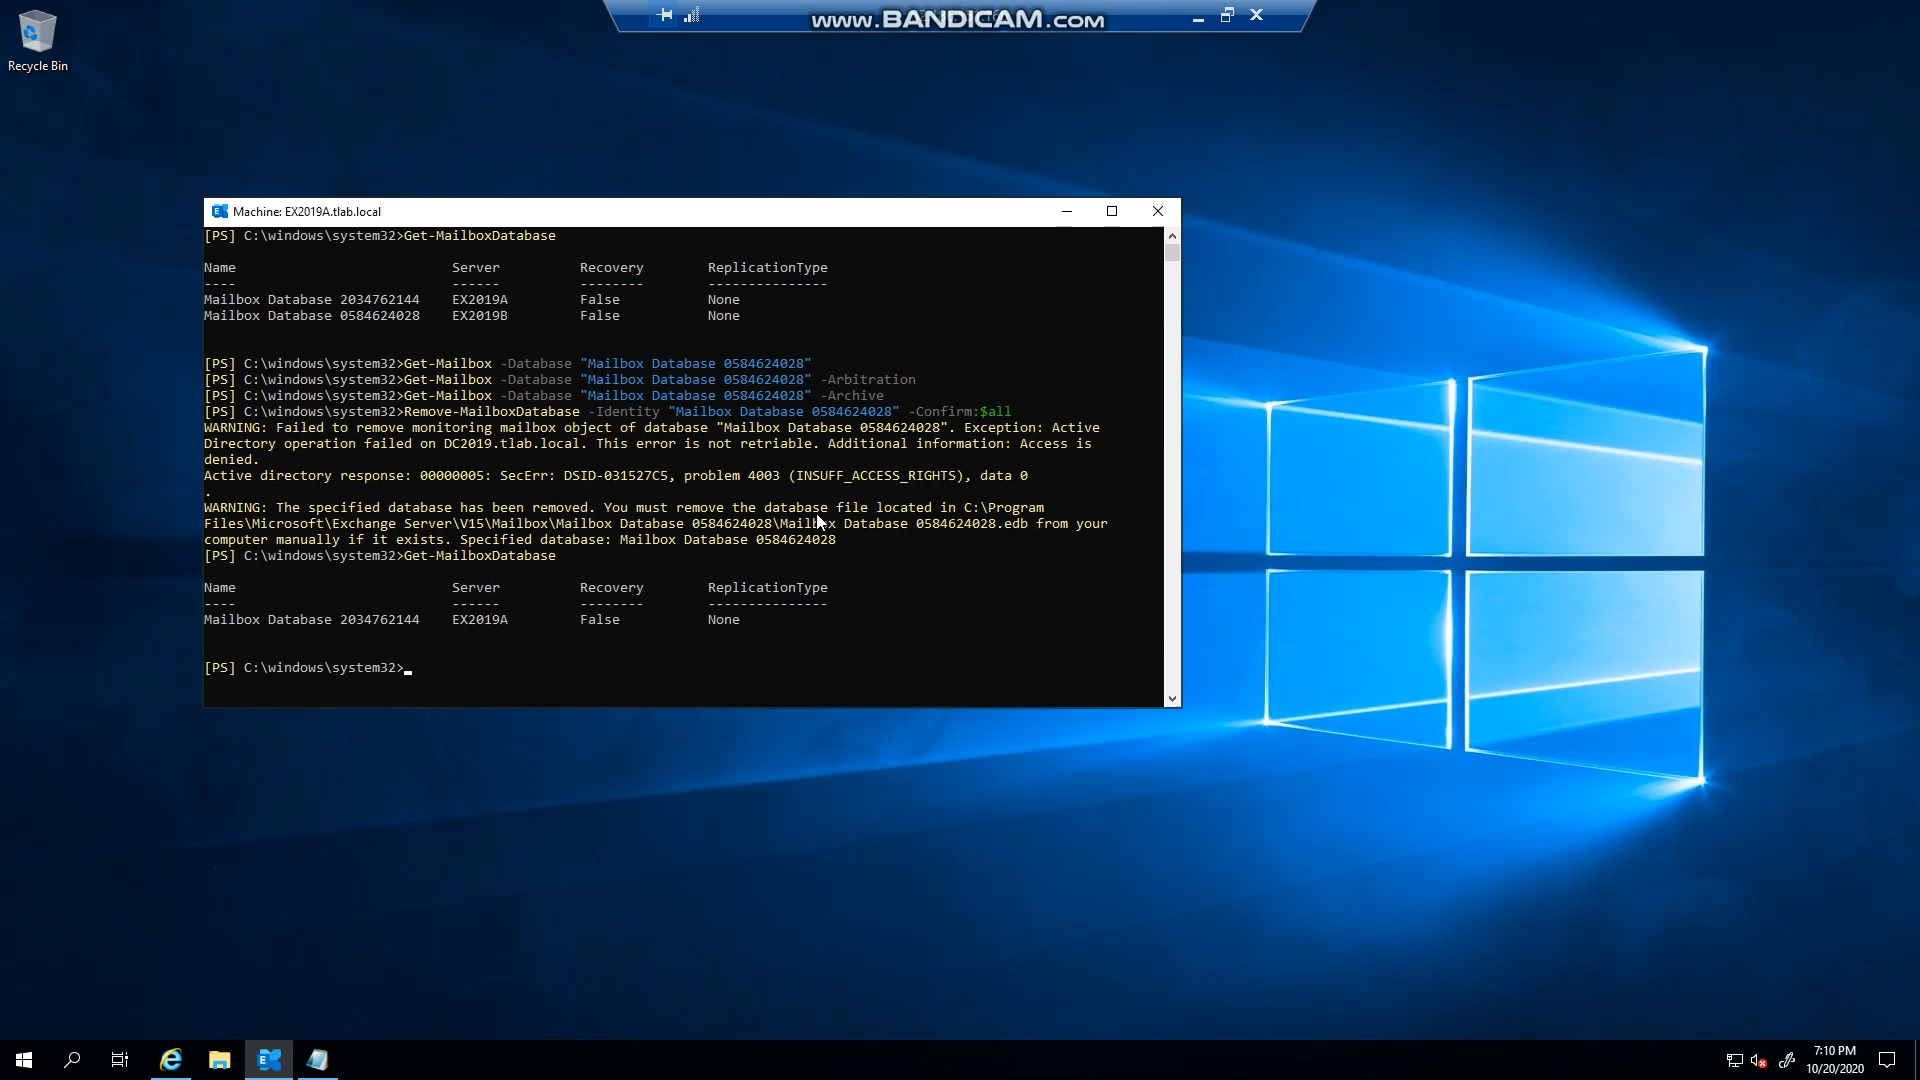 www.BANDICAM.com
Recycle Bin
Machine: EX2019A.tlab.local
[PS] C:\windows\system32>Get-MailboxDatabase
Name Server Recovery ReplicationType
---- ------ -------- ---------------
Mailbox Database 2034762144 EX2019A False None
Mailbox Database 0584624028 EX2019B False None
[PS] C:\windows\system32>Get-Mailbox -Database "Mailbox Database 0584624028"
[PS] C:\windows\system32>Get-Mailbox -Database "Mailbox Database 0584624028" -Arbitration
[PS] C:\windows\system32>Get-Mailbox -Database "Mailbox Database 0584624028" -Archive
[PS] C:\windows\system32>Remove-MailboxDatabase -Identity "Mailbox Database 0584624028" -Confirm:$all
WARNING: Failed to remove monitoring mailbox object of database "Mailbox Database 0584624028". Exception: Active
Directory operation failed on DC2019.tlab.local. This error is not retriable. Additional information: Access is
denied.
Active directory response: 00000005: SecErr: DSID-031527C5, problem 4003 (INSUFF_ACCESS_RIGHTS), data 0
.
WARNING: The specified database has been removed. You must remove the database file located in C:\Program
Files\Microsoft\Exchange Server\V15\Mailbox\Mailbox Database 0584624028\Mailbox Database 0584624028.edb from your
computer manually if it exists. Specified database: Mailbox Database 0584624028
[PS] C:\windows\system32>Get-MailboxDatabase
Name Server Recovery ReplicationType
---- ------ -------- ---------------
Mailbox Database 2034762144 EX2019A False None
[PS] C:\windows\system32>_
7:10 PM
10/20/2020